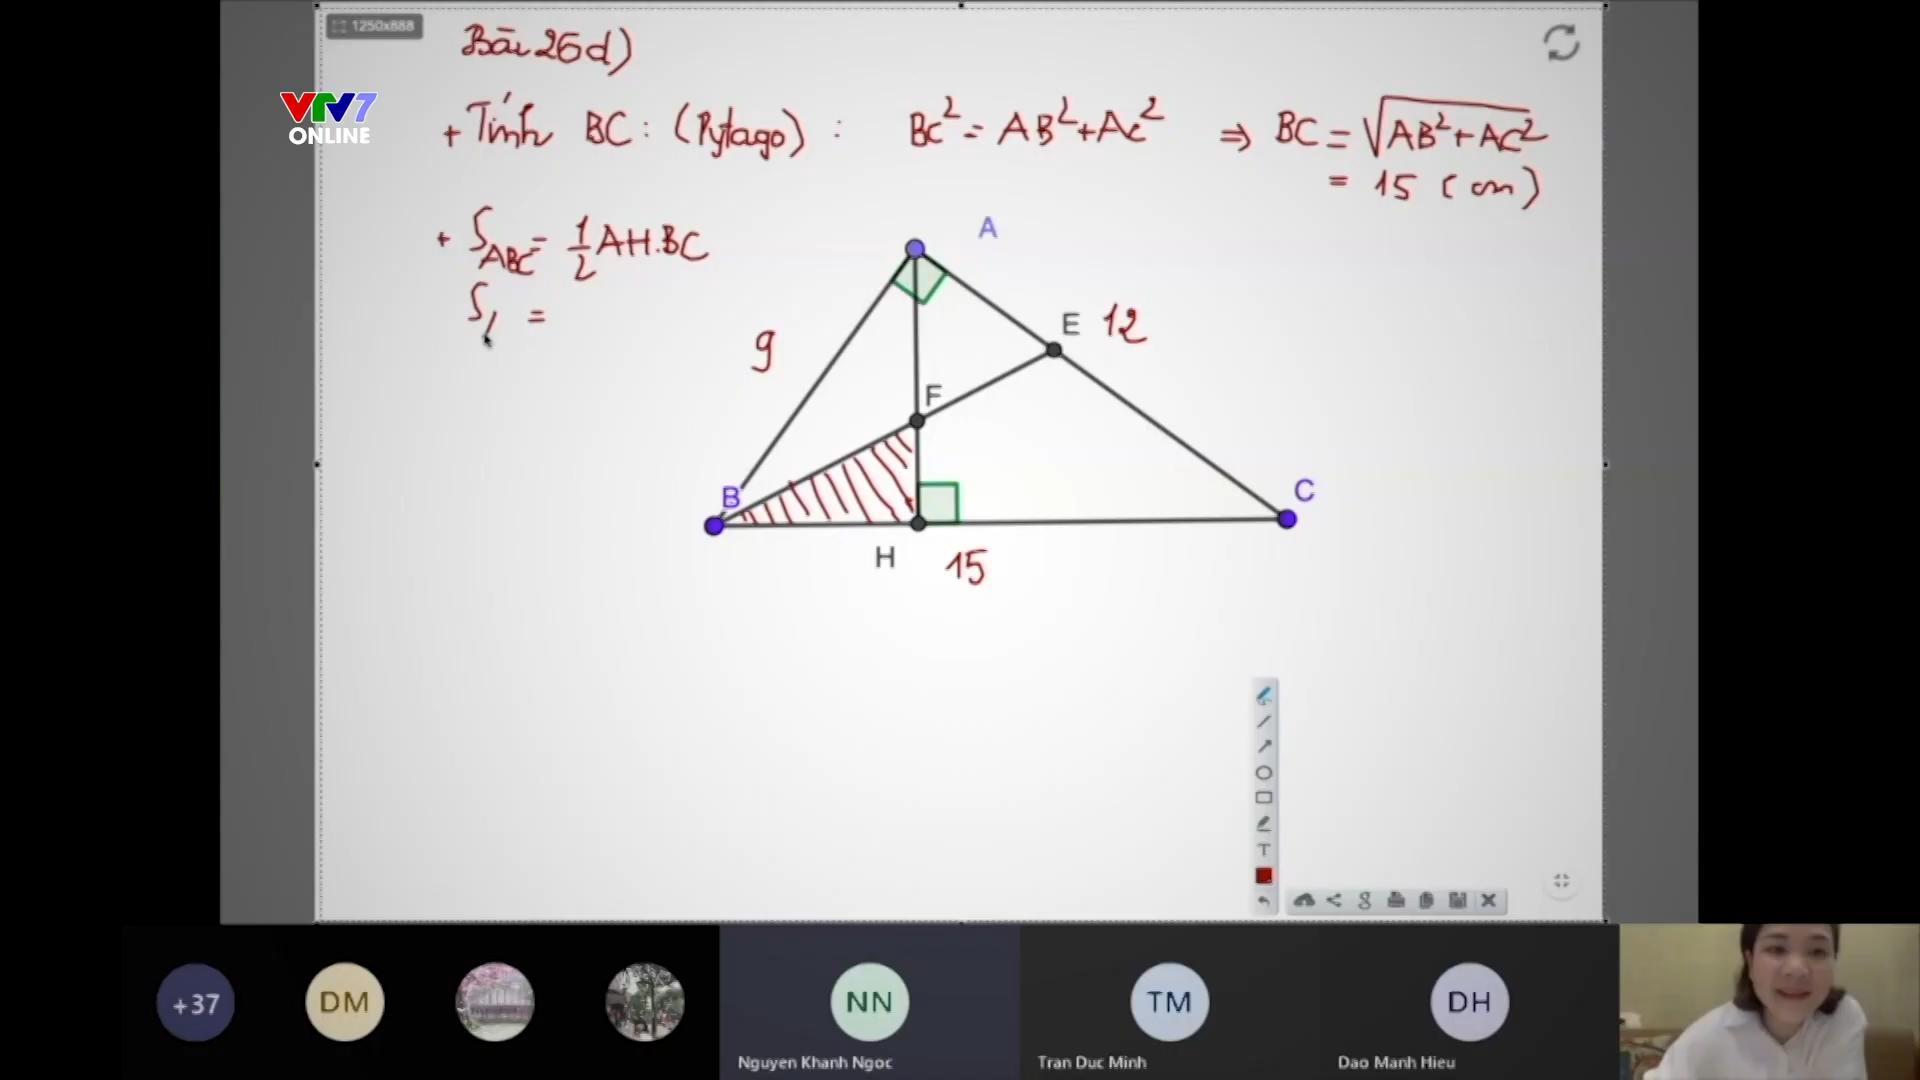 1250x888
Bài 26d)
VTV7
ONLINE
+ Tính BC : (Pytago) : BC² = AB² + AC² ⇒ BC = √AB² + AC²
= 15 (cm)
+ S_ABC = 1/2 AH.BC
S =
A
E 12
9
F
B
C
H 15
+37
DM
NN
TM
DH
Nguyen Khanh Ngoc
Tran Duc Minh
Dao Manh Hieu